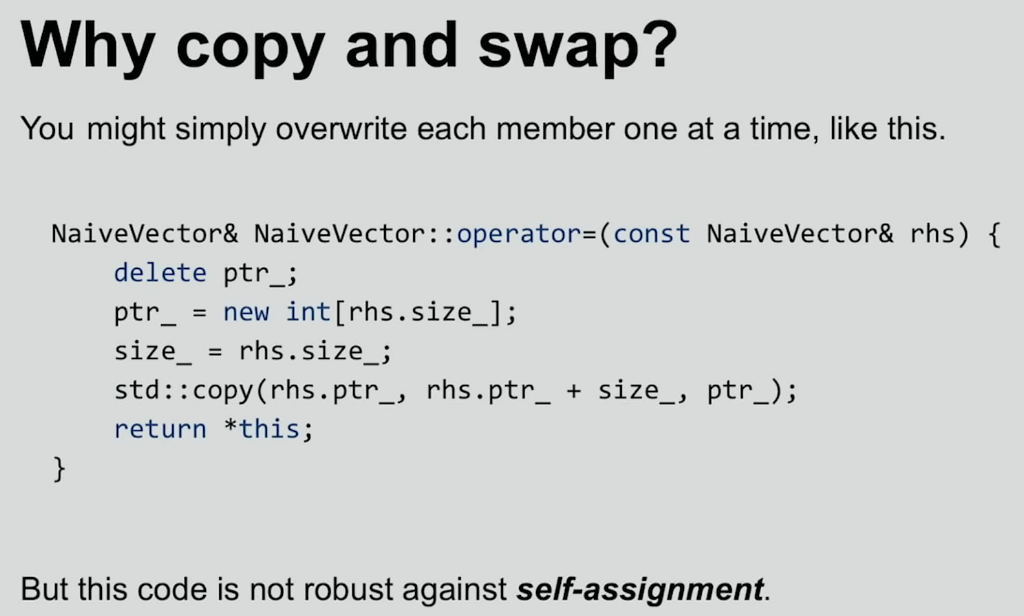 Why copy and swap?
You might simply overwrite each member one at a time, like this.
NaiveVector& NaiveVector::operator=(const NaiveVector& rhs) {
    delete ptr_;
    ptr_ = new int[rhs.size_];
    size_ = rhs.size_;
    std::copy(rhs.ptr_, rhs.ptr_ + size_, ptr_);
    return *this;
}
But this code is not robust against self-assignment.